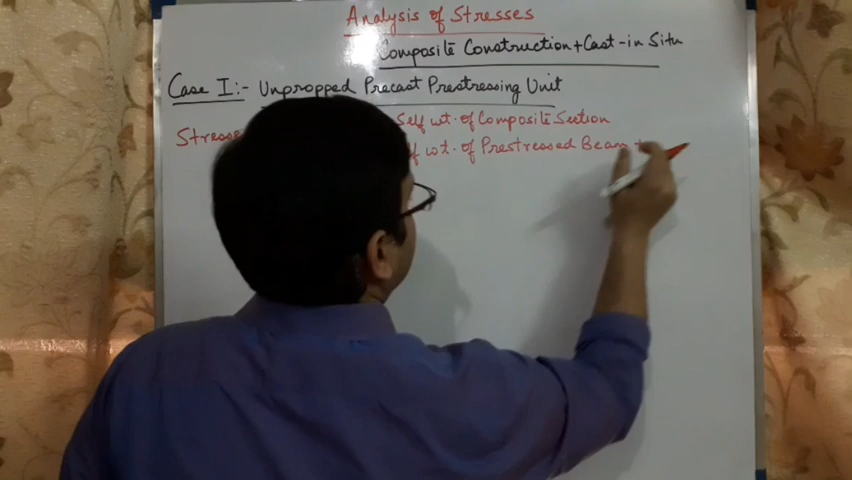 Analysis of Stresses
Composite Construction + Cast-in Situ
Case I:- Unpropped Precast Prestressing Unit
Stresses Self wt. of Composite Section
wt. of Prestressed Beam +